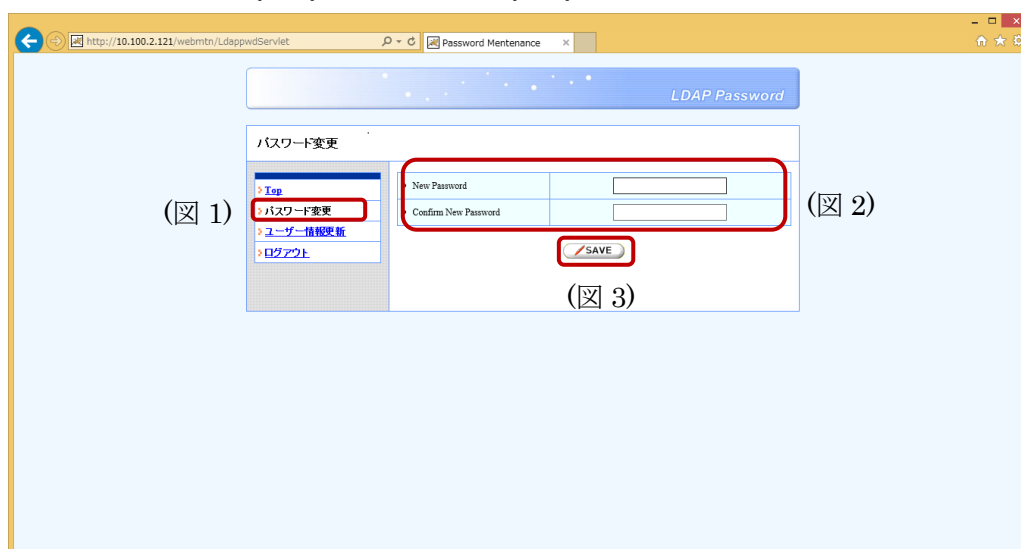 http://10.100.2.121/webmtn/LdappwdServlet
Password Mentenance
LDAP Password
パスワード変更
Top
パスワード変更
ユーザー情報更新
ログアウト
(図 1)
New Password
Confirm New Password
(図 2)
SAVE
(図 3)